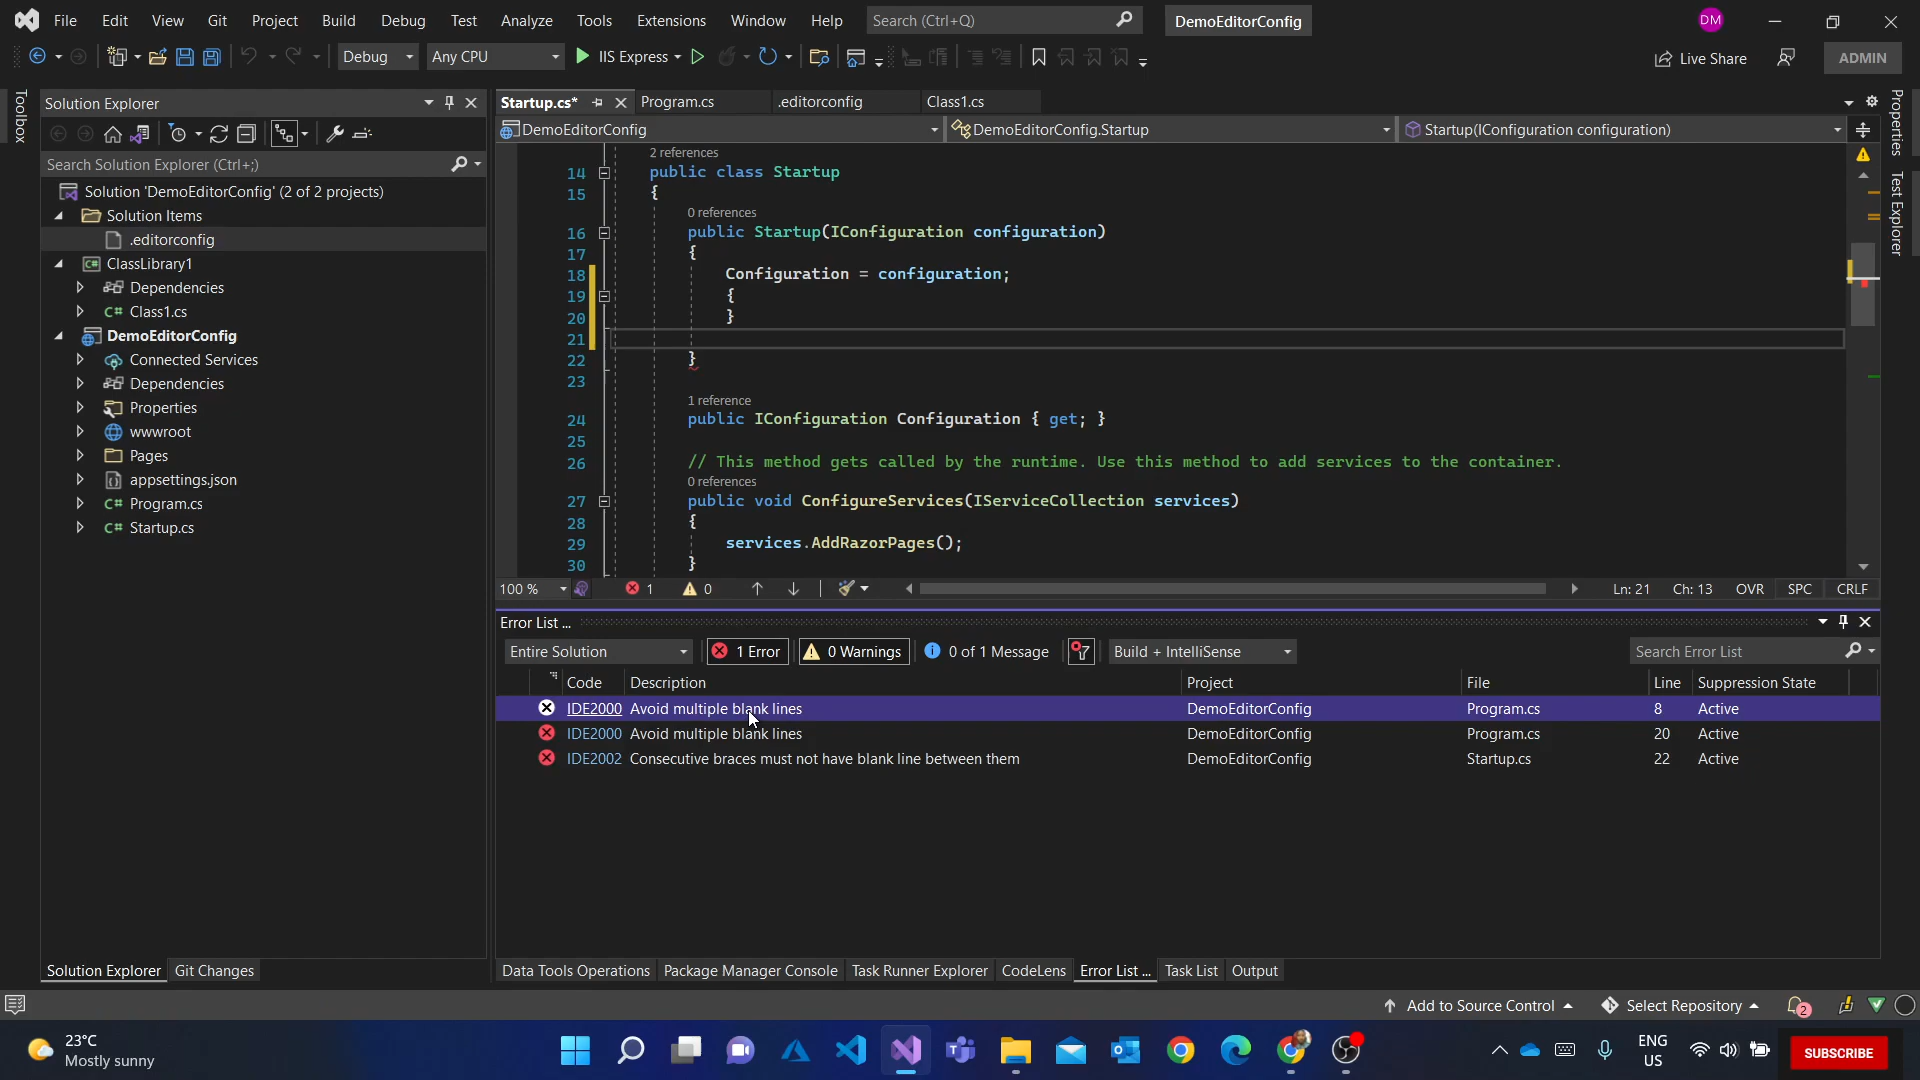 File Edit View Git Project Build Debug Test Analyze Tools Extensions Window Help Search (Ctrl+Q) DemoEditorConfig DM
Debug Any CPU IIS Express Live Share ADMIN
Toolbox
Solution Explorer
Search Solution Explorer (Ctrl+;)
Solution 'DemoEditorConfig' (2 of 2 projects)
Solution Items
.editorconfig
ClassLibrary1
Dependencies
C# Class1.cs
DemoEditorConfig
Connected Services
Dependencies
Properties
wwwroot
Pages
appsettings.json
C# Program.cs
C# Startup.cs
Solution Explorer Git Changes
Startup.cs* Program.cs .editorconfig Class1.cs
DemoEditorConfig DemoEditorConfig.Startup Startup(IConfiguration configuration)
2 references
14 public class Startup
15 {
0 references
16 public Startup(IConfiguration configuration)
17 {
18 Configuration = configuration;
19 {
20 }
21
22 }
23
1 reference
24 public IConfiguration Configuration { get; }
25
26 // This method gets called by the runtime. Use this method to add services to the container.
0 references
27 public void ConfigureServices(IServiceCollection services)
28 {
29 services.AddRazorPages();
30 }
100 % 1 0 Ln: 21 Ch: 13 OVR SPC CRLF
Properties
Test Explorer
Error List ...
Entire Solution 1 Error 0 Warnings 0 of 1 Message Build + IntelliSense Search Error List
Code Description Project File Line Suppression State
IDE2000 Avoid multiple blank lines DemoEditorConfig Program.cs 8 Active
IDE2000 Avoid multiple blank lines DemoEditorConfig Program.cs 20 Active
IDE2002 Consecutive braces must not have blank line between them DemoEditorConfig Startup.cs 22 Active
Data Tools Operations Package Manager Console Task Runner Explorer CodeLens Error List ... Task List Output
Add to Source Control Select Repository 2
23°C
Mostly sunny
ENG
US
SUBSCRIBE